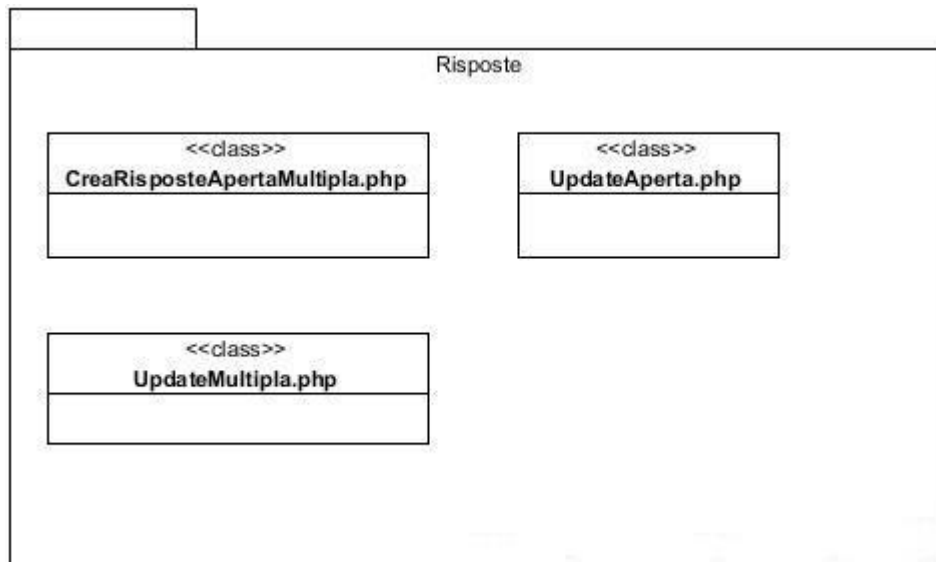 Risposte
<<class>>
CreaRisposteApertaMultipla.php
<<class>>
UpdateAperta.php
<<class>>
UpdateMultipla.php